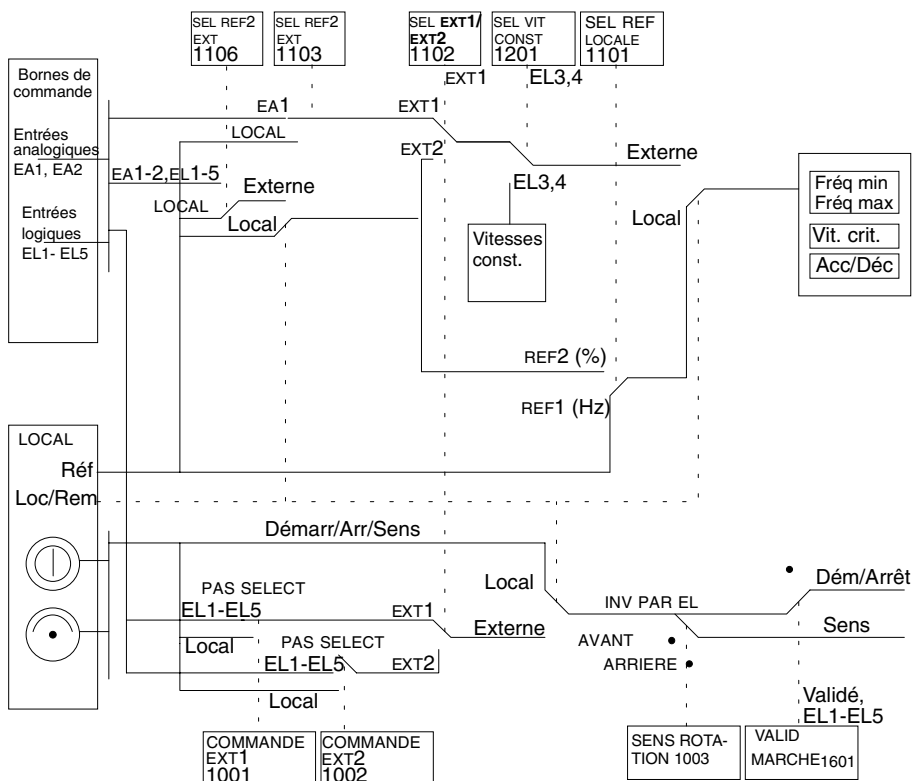 SEL REF2
EXT
1106
SEL REF2
EXT
1103
SEL EXT1/
EXT2
1102
SEL VIT
CONST
1201
SEL REF
LOCALE
1101
EXT1
EL3,4
Bornes de
commande
Entrées
analogiques
EA1, EA2
Entrées
logiques
EL1- EL5
EA1
EXT1
LOCAL
EXT2
Externe
EA1-2,EL1-5
Externe
LOCAL
Local
EL3,4
Local
Vitesses
const.
Fréq min
Fréq max
Vit. crit.
Acc/Déc
REF2 (%)
REF1 (Hz)
LOCAL
Réf
Loc/Rem
Démarr/Arr/Sens
Local
Dém/Arrêt
PAS SELECT
EL1-EL5
EXT1
INV PAR EL
Local
Externe
Sens
PAS SELECT
EL1-EL5
EXT2
AVANT
ARRIERE
Local
Validé,
EL1-EL5
COMMANDE
EXT1
1001
COMMANDE
EXT2
1002
SENS ROTA-
TION 1003
VALID
MARCHE1601